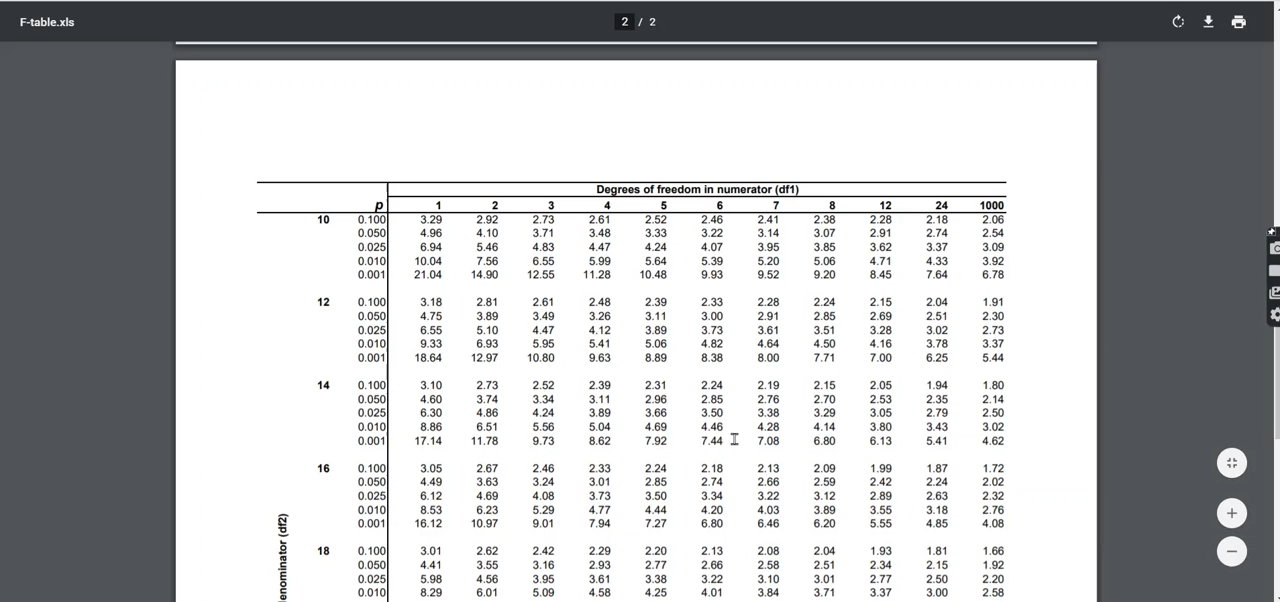 F-table.xls
2 / 2
Degrees of freedom in numerator (df1)
p 1 2 3 4 5 6 7 8 12 24 1000
10 0.100 3.29 2.92 2.73 2.61 2.52 2.46 2.41 2.38 2.28 2.18 2.06
0.050 4.96 4.10 3.71 3.48 3.33 3.22 3.14 3.07 2.91 2.74 2.54
0.025 6.94 5.46 4.83 4.47 4.24 4.07 3.95 3.85 3.62 3.37 3.09
0.010 10.04 7.56 6.55 5.99 5.64 5.39 5.20 5.06 4.71 4.33 3.92
0.001 21.04 14.90 12.55 11.28 10.48 9.93 9.52 9.20 8.45 7.64 6.78
12 0.100 3.18 2.81 2.61 2.48 2.39 2.33 2.28 2.24 2.15 2.04 1.91
0.050 4.75 3.89 3.49 3.26 3.11 3.00 2.91 2.85 2.69 2.51 2.30
0.025 6.55 5.10 4.47 4.12 3.89 3.73 3.61 3.51 3.28 3.02 2.73
0.010 9.33 6.93 5.95 5.41 5.06 4.82 4.64 4.50 4.16 3.78 3.37
0.001 18.64 12.97 10.80 9.63 8.89 8.38 8.00 7.71 7.00 6.25 5.44
14 0.100 3.10 2.73 2.52 2.39 2.31 2.24 2.19 2.15 2.05 1.94 1.80
0.050 4.60 3.74 3.34 3.11 2.96 2.85 2.76 2.70 2.53 2.35 2.14
0.025 6.30 4.86 4.24 3.89 3.66 3.50 3.38 3.29 3.05 2.79 2.50
0.010 8.86 6.51 5.56 5.04 4.69 4.46 4.28 4.14 3.80 3.43 3.02
0.001 17.14 11.78 9.73 8.62 7.92 7.44 7.08 6.80 6.13 5.41 4.62
16 0.100 3.05 2.67 2.46 2.33 2.24 2.18 2.13 2.09 1.99 1.87 1.72
0.050 4.49 3.63 3.24 3.01 2.85 2.74 2.66 2.59 2.42 2.24 2.02
0.025 6.12 4.69 4.08 3.73 3.50 3.34 3.22 3.12 2.89 2.63 2.32
0.010 8.53 6.23 5.29 4.77 4.44 4.20 4.03 3.89 3.55 3.18 2.76
0.001 16.12 10.97 9.01 7.94 7.27 6.80 6.46 6.20 5.55 4.85 4.08
18 0.100 3.01 2.62 2.42 2.29 2.20 2.13 2.08 2.04 1.93 1.81 1.66
0.050 4.41 3.55 3.16 2.93 2.77 2.66 2.58 2.51 2.34 2.15 1.92
0.025 5.98 4.56 3.95 3.61 3.38 3.22 3.10 3.01 2.77 2.50 2.20
0.010 8.29 6.01 5.09 4.58 4.25 4.01 3.84 3.71 3.37 3.00 2.58
enominator (df2)